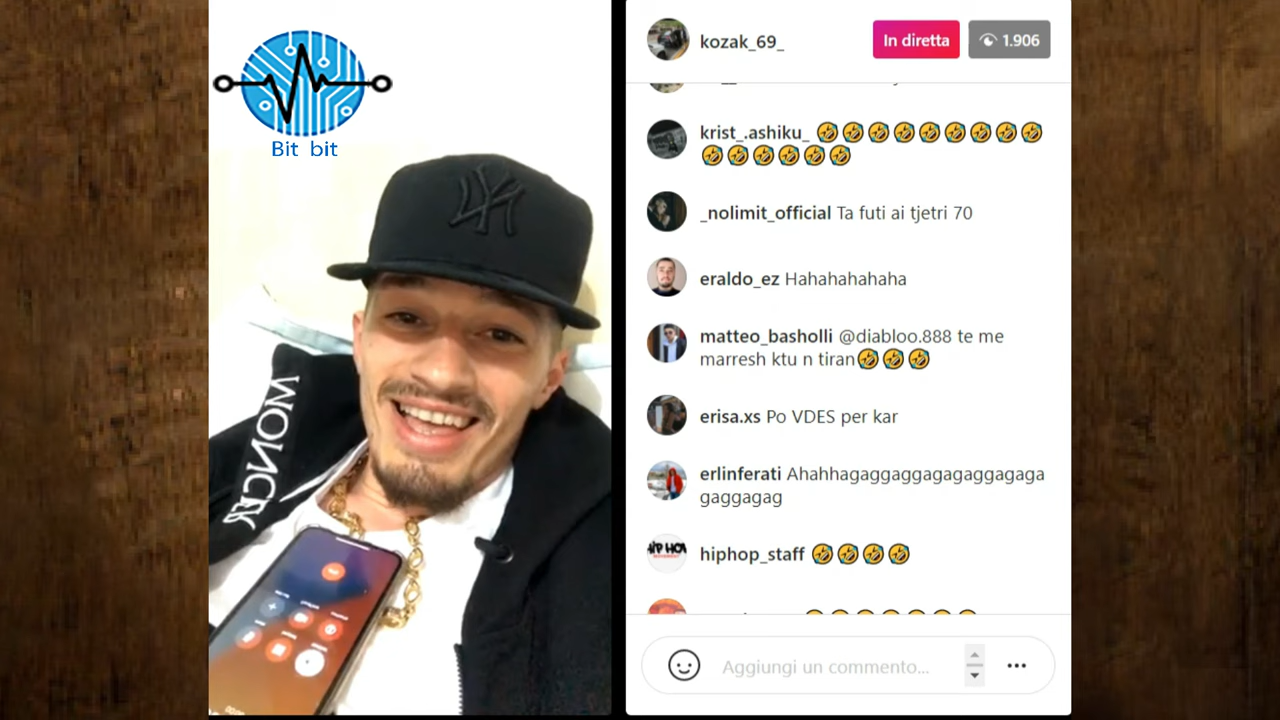 Bit bit
WONCER
kozak_69_
In diretta
1.906
krist_.ashiku_ 🤣🤣🤣🤣🤣🤣🤣🤣🤣
🤣🤣🤣🤣🤣🤣
_nolimit_official Ta futi ai tjetri 70
eraldo_ez Hahahahahaha
matteo_basholli @diabloo.888 te me
marresh ktu n tiran🤣🤣🤣
erisa.xs Po VDES per kar
erlinferati Ahahhagaggaggagagaggagaga
gaggagag
hiphop_staff 🤣🤣🤣🤣
Aggiungi un commento...